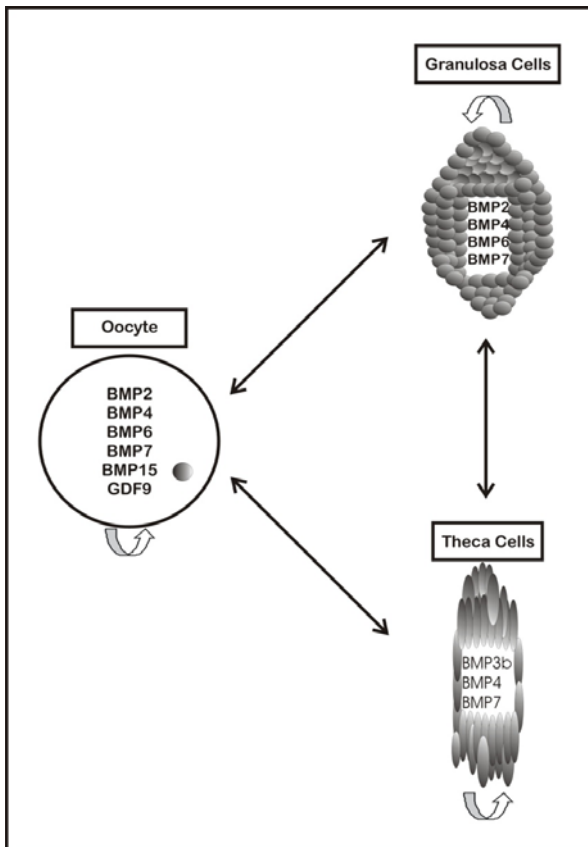 Granulosa Cells
BMP2
BMP4
BMP6
BMP7
Oocyte
BMP2
BMP4
BMP6
BMP7
BMP15
GDF9
Theca Cells
BMP3b
BMP4
BMP7